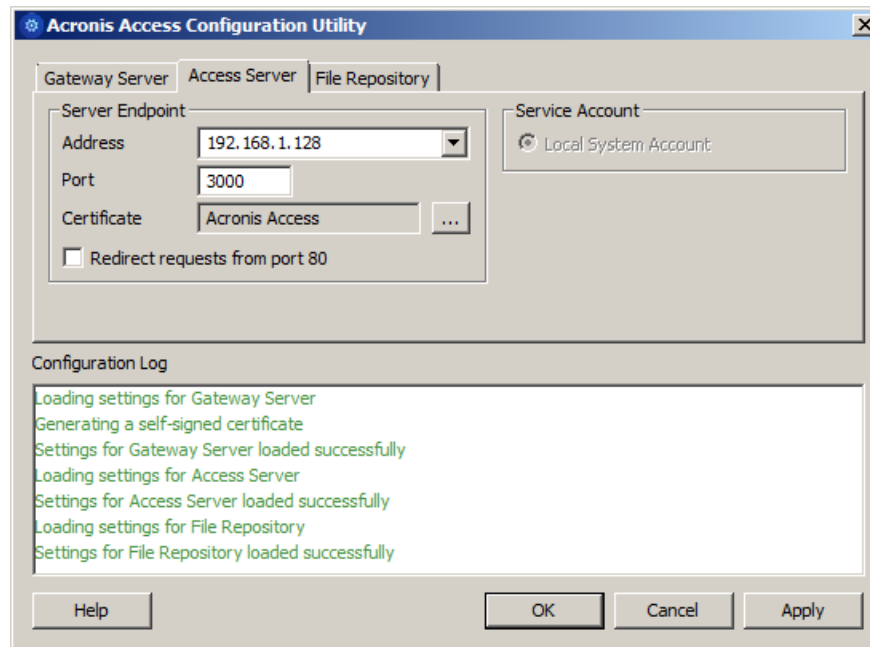 Acronis Access Configuration Utility
Gateway Server Access Server File Repository
Server Endpoint
Address 192.168.1.128
Port 3000
Certificate Acronis Access ...
Redirect requests from port 80
Service Account
Local System Account
Configuration Log
Loading settings for Gateway Server
Generating a self-signed certificate
Settings for Gateway Server loaded successfully
Loading settings for Access Server
Settings for Access Server loaded successfully
Loading settings for File Repository
Settings for File Repository loaded successfully
Help OK Cancel Apply